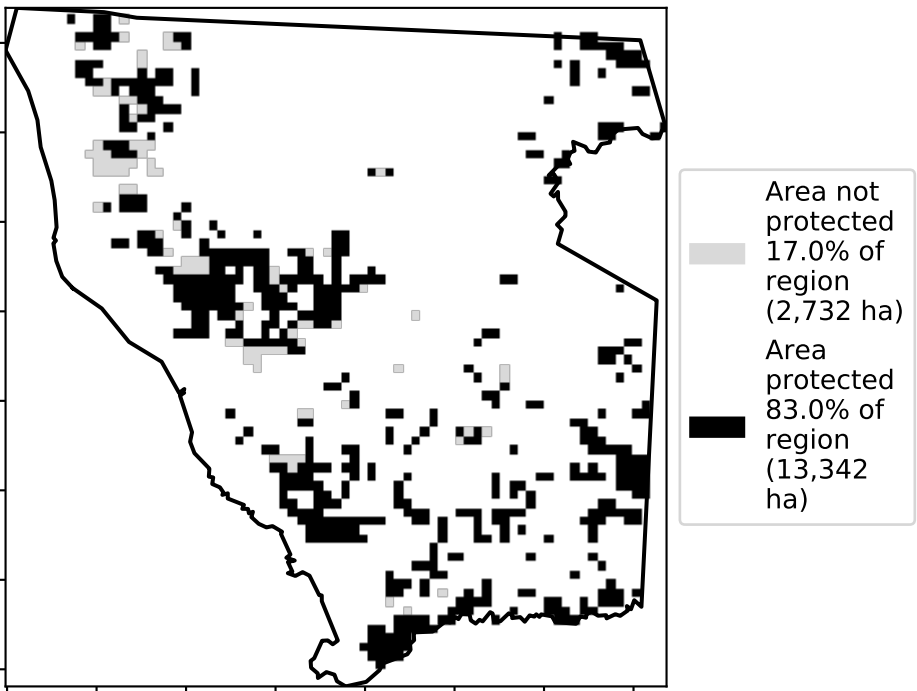 Area not
protected
17.0% of
region
(2,732 ha)
Area
protected
83.0% of
region
(13,342
ha)